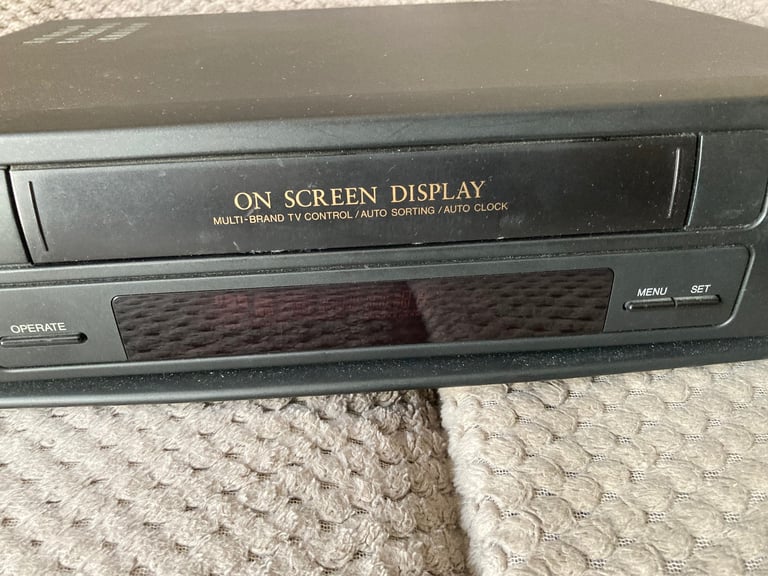 ON SCREEN DISPLAY
MULTI-BRAND TV CONTROL/AUTO SORTING/AUTO CLOCK
OPERATE
MENU SET